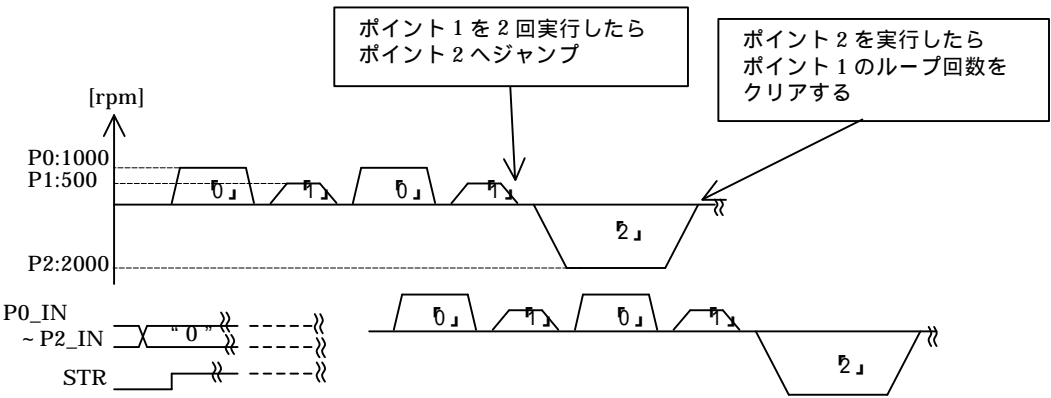 ポイント1を2回実行したら
ポイント2へジャンプ
ポイント2を実行したら
ポイント1のループ回数を
クリアする
[rpm]
P0:1000
P1:500
『0』 『1』 『0』 『1』
『2』
P2:2000
P0_IN
~P2_IN
“0”
STR
『0』 『1』 『0』 『1』
『2』